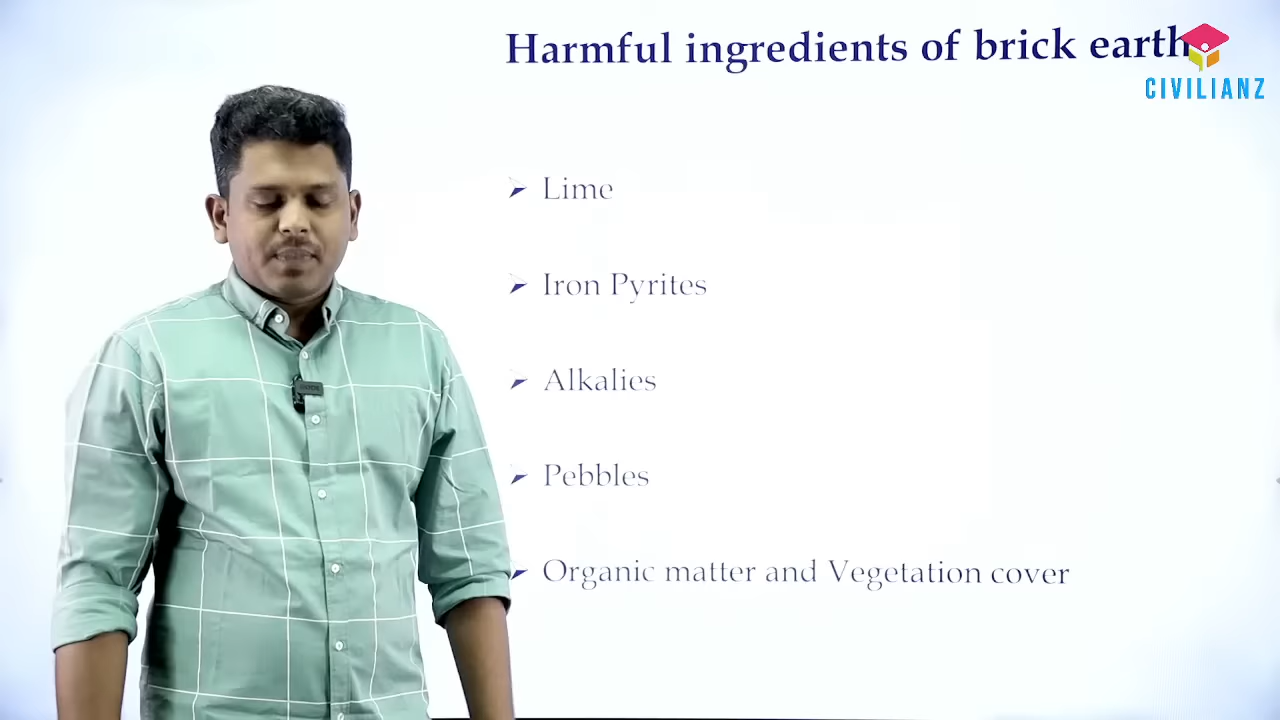 Harmful ingredients of brick earth
CIVILIANZ
Lime
Iron Pyrites
Alkalies
Pebbles
Organic matter and Vegetation cover